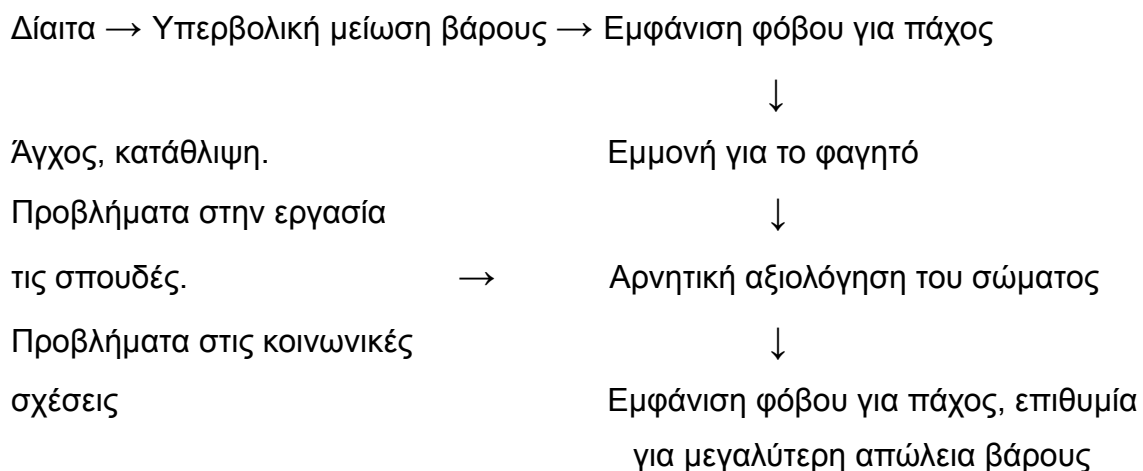 Δίαιτα → Υπερβολική μείωση βάρους → Εμφάνιση φόβου για πάχος
↓
Άγχος, κατάθλιψη. Εμμονή για το φαγητό
Προβλήματα στην εργασία ↓
τις σπουδές. → Αρνητική αξιολόγηση του σώματος
Προβλήματα στις κοινωνικές ↓
σχέσεις Εμφάνιση φόβου για πάχος, επιθυμία
για μεγαλύτερη απώλεια βάρους